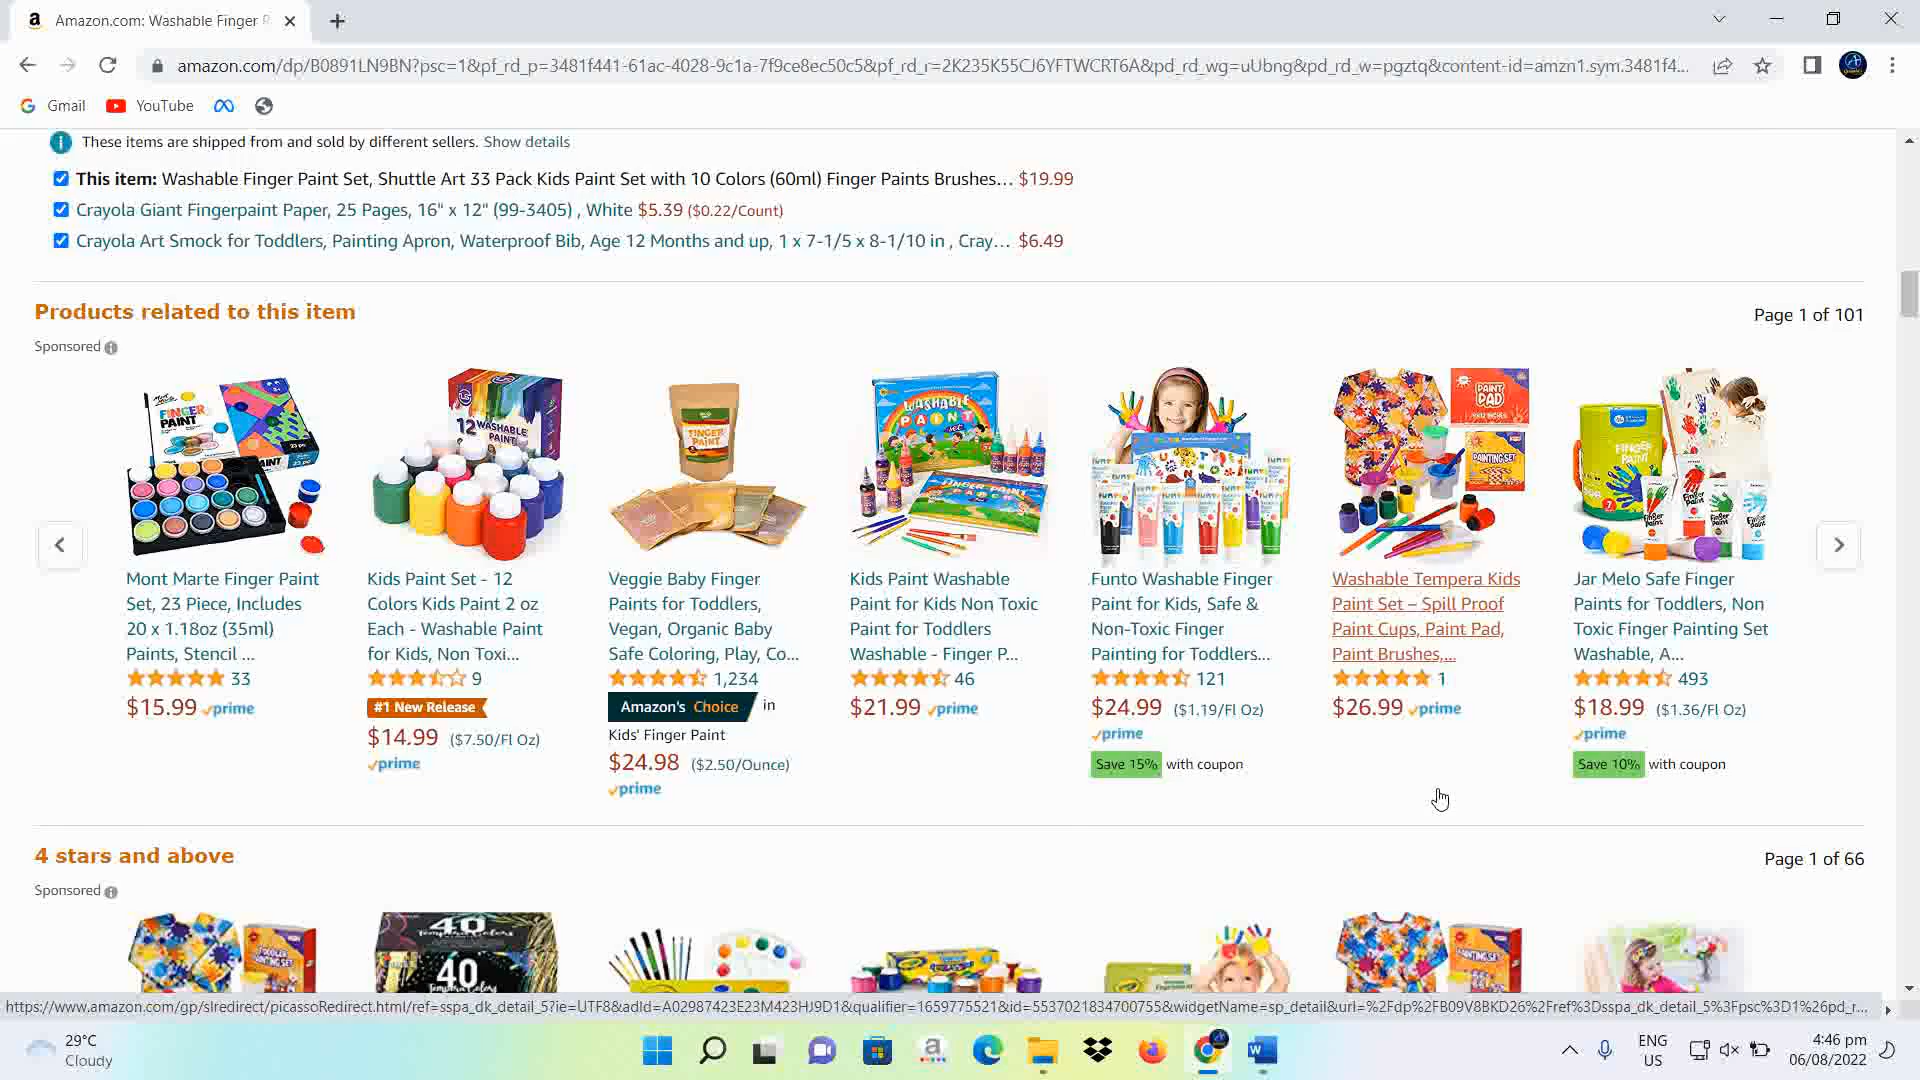 Amazon.com: Washable Finger P
amazon.com/dp/B0891LN9BN?psc=1&pf_rd_p=3481f441-61ac-4028-9c1a-7f9ce8ec50c5&pf_rd_r=2K235K55CJ6YFTWCRT6A&pd_rd_wg=uUbng&pd_rd_w=pgztq&content-id=amzn1.sym.3481f4...
Gmail YouTube
These items are shipped from and sold by different sellers. Show details
This item: Washable Finger Paint Set, Shuttle Art 33 Pack Kids Paint Set with 10 Colors (60ml) Finger Paints Brushes… $19.99
Crayola Giant Fingerpaint Paper, 25 Pages, 16" x 12" (99-3405) , White $5.39 ($0.22/Count)
Crayola Art Smock for Toddlers, Painting Apron, Waterproof Bib, Age 12 Months and up, 1 x 7-1/5 x 8-1/10 in , Cray… $6.49
Products related to this item
Page 1 of 101
Sponsored
Mont Marte Finger Paint
Set, 23 Piece, Includes
20 x 1.18oz (35ml)
Paints, Stencil ...
33
$15.99 prime
Kids Paint Set - 12
Colors Kids Paint 2 oz
Each - Washable Paint
for Kids, Non Toxi...
9
#1 New Release
$14.99 ($7.50/Fl Oz)
prime
Veggie Baby Finger
Paints for Toddlers,
Vegan, Organic Baby
Safe Coloring, Play, Co...
1,234
Amazon's Choice in
Kids' Finger Paint
$24.98 ($2.50/Ounce)
prime
Kids Paint Washable
Paint for Kids Non Toxic
Paint for Toddlers
Washable - Finger P...
46
$21.99 prime
Funto Washable Finger
Paint for Kids, Safe &
Non-Toxic Finger
Painting for Toddlers...
121
$24.99 ($1.19/Fl Oz)
prime
Save 15% with coupon
Washable Tempera Kids
Paint Set – Spill Proof
Paint Cups, Paint Pad,
Paint Brushes,...
1
$26.99 prime
Jar Melo Safe Finger
Paints for Toddlers, Non
Toxic Finger Painting Set
Washable, A...
493
$18.99 ($1.36/Fl Oz)
prime
Save 10% with coupon
4 stars and above
Page 1 of 66
Sponsored
https://www.amazon.com/gp/slredirect/picassoRedirect.html/ref=sspa_dk_detail_5?ie=UTF8&adId=A02987423E23M423HJ9D1&qualifier=1659775521&id=5537021834700755&widgetName=sp_detail&url=%2Fdp%2FB09V8BKD26%2Fref%3Dsspa_dk_detail_5%3Fpsc%3D1%26pd_r...
29°C
Cloudy
ENG
US
4:46 pm
06/08/2022